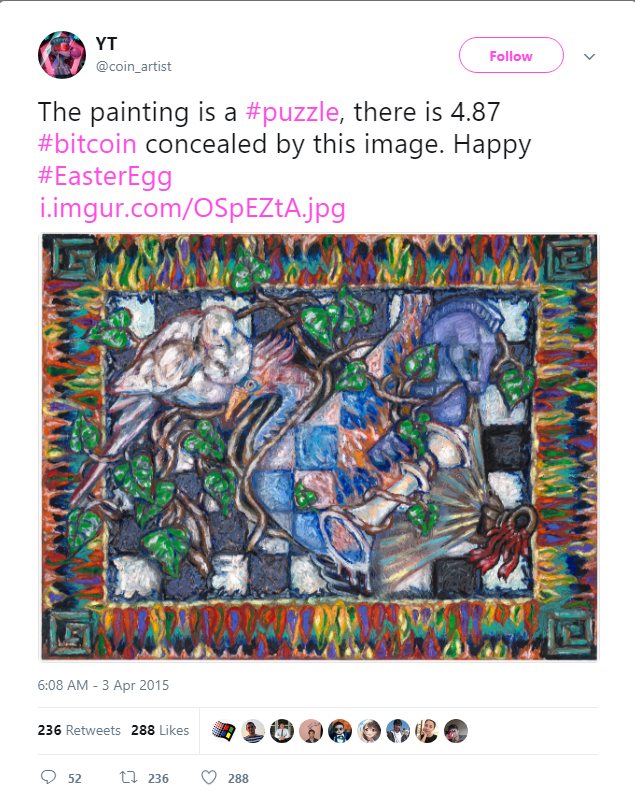 YT
@coin_artist
Follow
The painting is a #puzzle, there is 4.87
#bitcoin concealed by this image. Happy
#EasterEgg
i.imgur.com/OSpEZtA.jpg
6:08 AM - 3 Apr 2015
236 Retweets 288 Likes
52 236 288